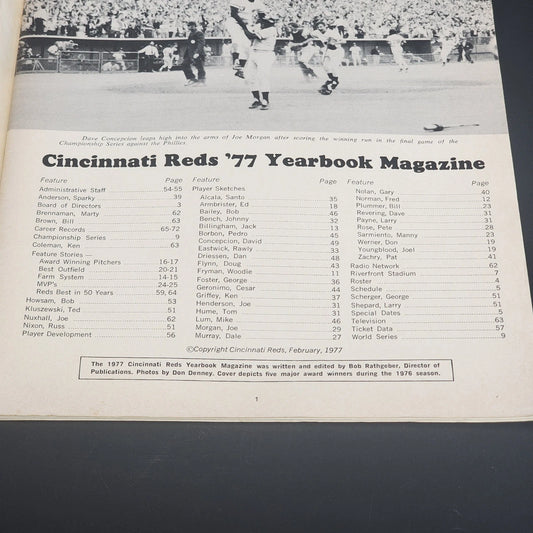 Dave Concepcion leaps high into the arms of Joe Morgan after scoring the winning run in the final game of the
Championship Series against the Phillies.
Cincinnati Reds '77 Yearbook Magazine
Feature Page
Administrative Staff 54-55
Anderson, Sparky 39
Board of Directors 3
Brennaman, Marty 62
Brown, Bill 63
Career Records 65-72
Championship Series 9
Coleman, Ken 63
Feature Stories —
Award Winning Pitchers 16-17
Best Outfield 20-21
Farm System 14-15
MVP's 24-25
Reds Best in 50 Years 59, 64
Howsam, Bob 53
Kluszewski, Ted 51
Nuxhall, Joe 62
Nixon, Russ 51
Player Development 56
Feature Page
Player Sketches
Alcala, Santo 35
Armbrister, Ed 18
Bailey, Bob 46
Bench, Johnny 32
Billingham, Jack 13
Borbon, Pedro 45
Concepcion, David 49
Eastwick, Rawly 33
Driessen, Dan 48
Flynn, Doug 43
Fryman, Woodie 11
Foster, George 36
Geronimo, Cesar 44
Griffey, Ken 37
Henderson, Joe 31
Hume, Tom 31
Lum, Mike 46
Morgan, Joe 29
Murray, Dale 27
Feature Page
Nolan, Gary 40
Norman, Fred 12
Plummer, Bill 23
Revering, Dave 31
Payne, Larry 31
Rose, Pete 28
Sarmiento, Manny 23
Werner, Don 19
Youngblood, Joel 19
Zachry, Pat 41
Radio Network 62
Riverfront Stadium 7
Roster 4
Schedule 5
Scherger, George 51
Shepard, Larry 51
Special Dates 5
Television 63
Ticket Data 57
World Series 9
©Copyright Cincinnati Reds, February, 1977
The 1977 Cincinnati Reds Yearbook Magazine was written and edited by Bob Rathgeber, Director of
Publications. Photos by Don Denney. Cover depicts five major award winners during the 1976 season.
1